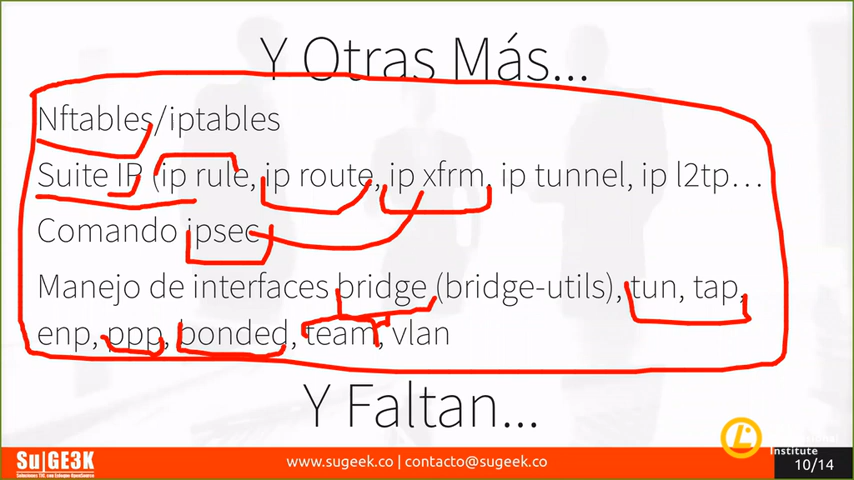 Y Otras Más...
Nftables/iptables
Suite IP (ip rule, ip route, ip xfrm, ip tunnel, ip l2tp...
Comando ipsec
Manejo de interfaces bridge (bridge-utils), tun, tap,
enp, ppp, bonded, team, vlan
Y Faltan...
Su|GE3K
www.sugeek.co | contacto@sugeek.co
Institute
10/14